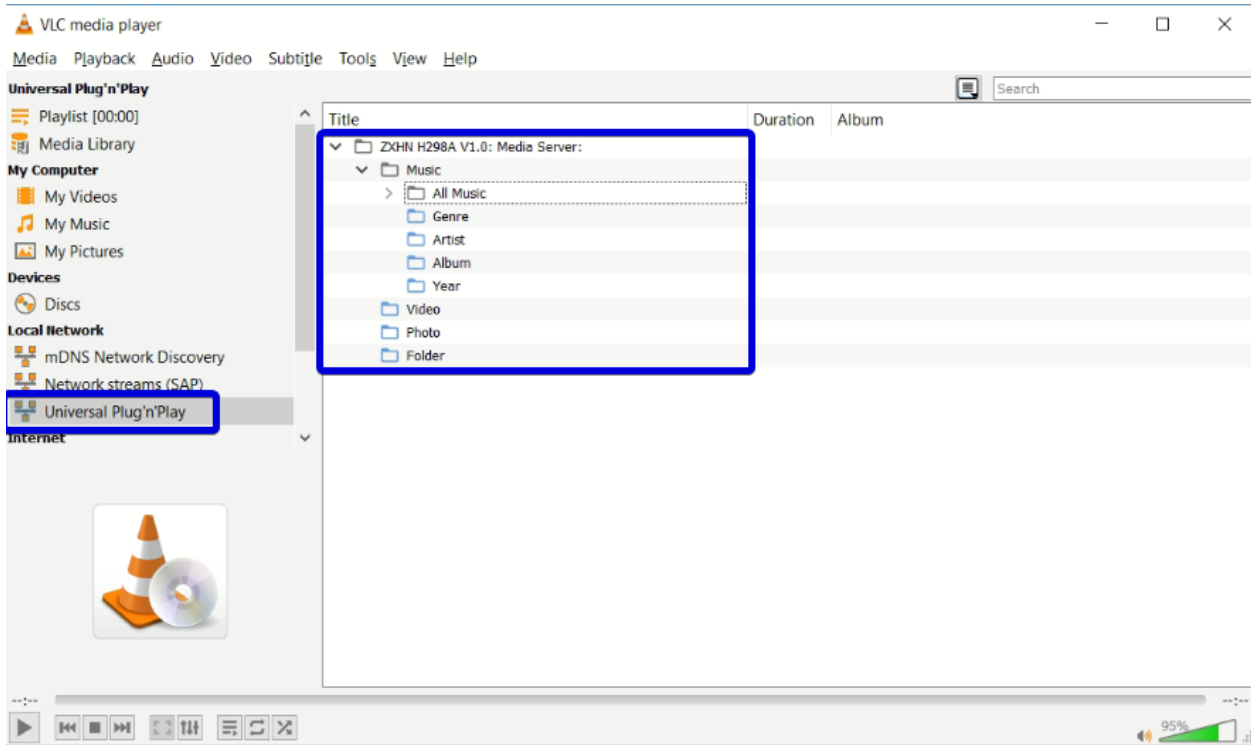 VLC media player
Media Playback Audio Video Subtitle Tools View Help
Universal Plug'n'Play
Search
Playlist [00:00]
Media Library
My Computer
My Videos
My Music
My Pictures
Devices
Discs
Local Network
mDNS Network Discovery
Network streams (SAP)
Universal Plug'n'Play
Internet
Title Duration Album
ZXHN H298A V1.0: Media Server:
Music
All Music
Genre
Artist
Album
Year
Video
Photo
Folder
--:-- --:--
95%